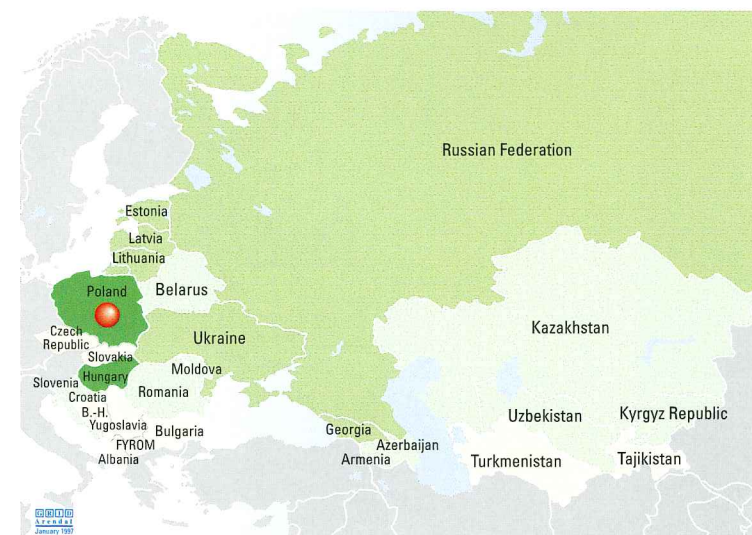 Russian Federation
Estonia
Latvia
Lithuania
Poland
Belarus
Czech
Republic
Ukraine
Kazakhstan
Slovakia
Hungary
Moldova
Slovenia
Romania
Croatia
B.-H.
Yugoslavia
Bulgaria
FYROM
Albania
Georgia
Azerbaijan
Armenia
Uzbekistan
Kyrgyz Republic
Turkmenistan
Tajikistan
GRID
Arendal
January 1997